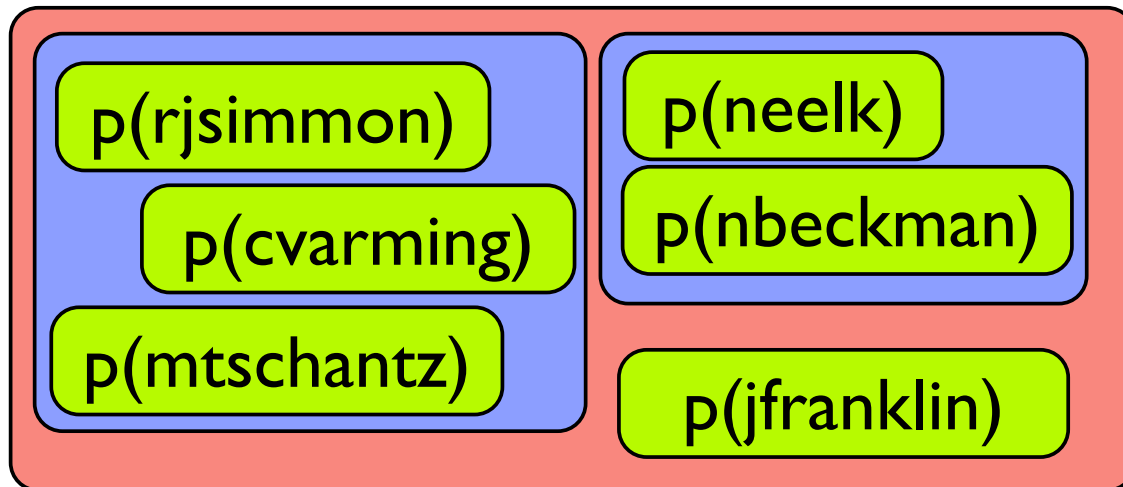 p(rjsimmon)
p(cvarming)
p(mtschantz)
p(neelk)
p(nbeckman)
p(jfranklin)